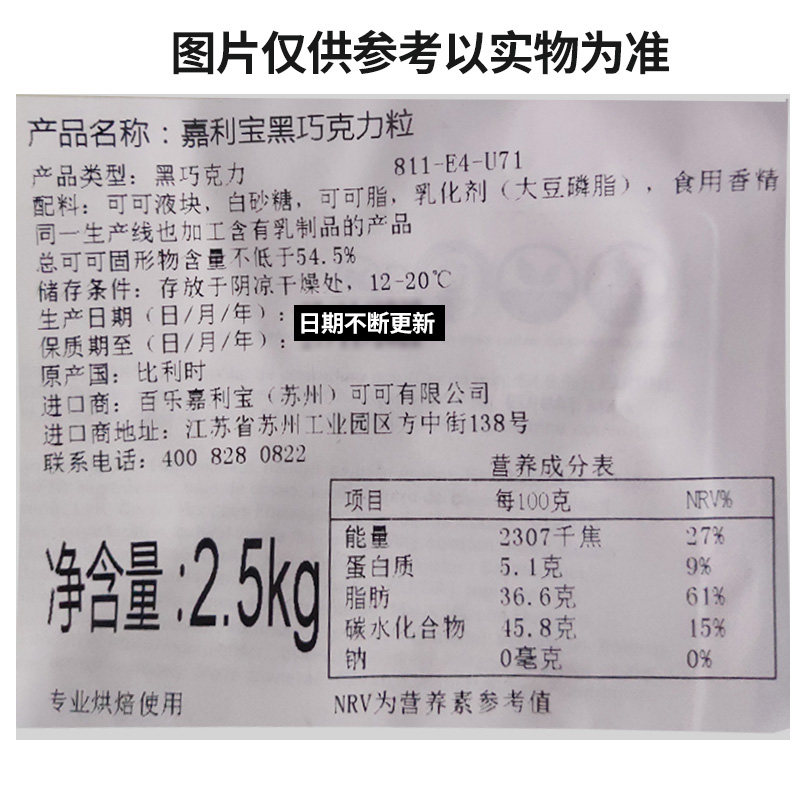 图片仅供参考以实物为准
产品名称：嘉利宝黑巧克力粒
产品类型：黑巧克力 811-E4-U71
配料：可可液块，白砂糖，可可脂，乳化剂（大豆磷脂），食用香精
同一生产线也加工含有乳制品的产品
总可可固形物含量不低于54.5%
储存条件：存放于阴凉干燥处，12-20℃
生产日期（日/月/年）：
日期不断更新
保质期至（日/月/年）：
原产国：比利时
进口商：百乐嘉利宝（苏州）可可有限公司
进口商地址：江苏省苏州工业园区方中街138号
联系电话：400 828 0822
营养成分表
项目 每100克 NRV%
能量 2307千焦 27%
蛋白质 5.1克 9%
脂肪 36.6克 61%
碳水化合物 45.8克 15%
钠 0毫克 0%
净含量:2.5kg
专业烘焙使用
NRV为营养素参考值